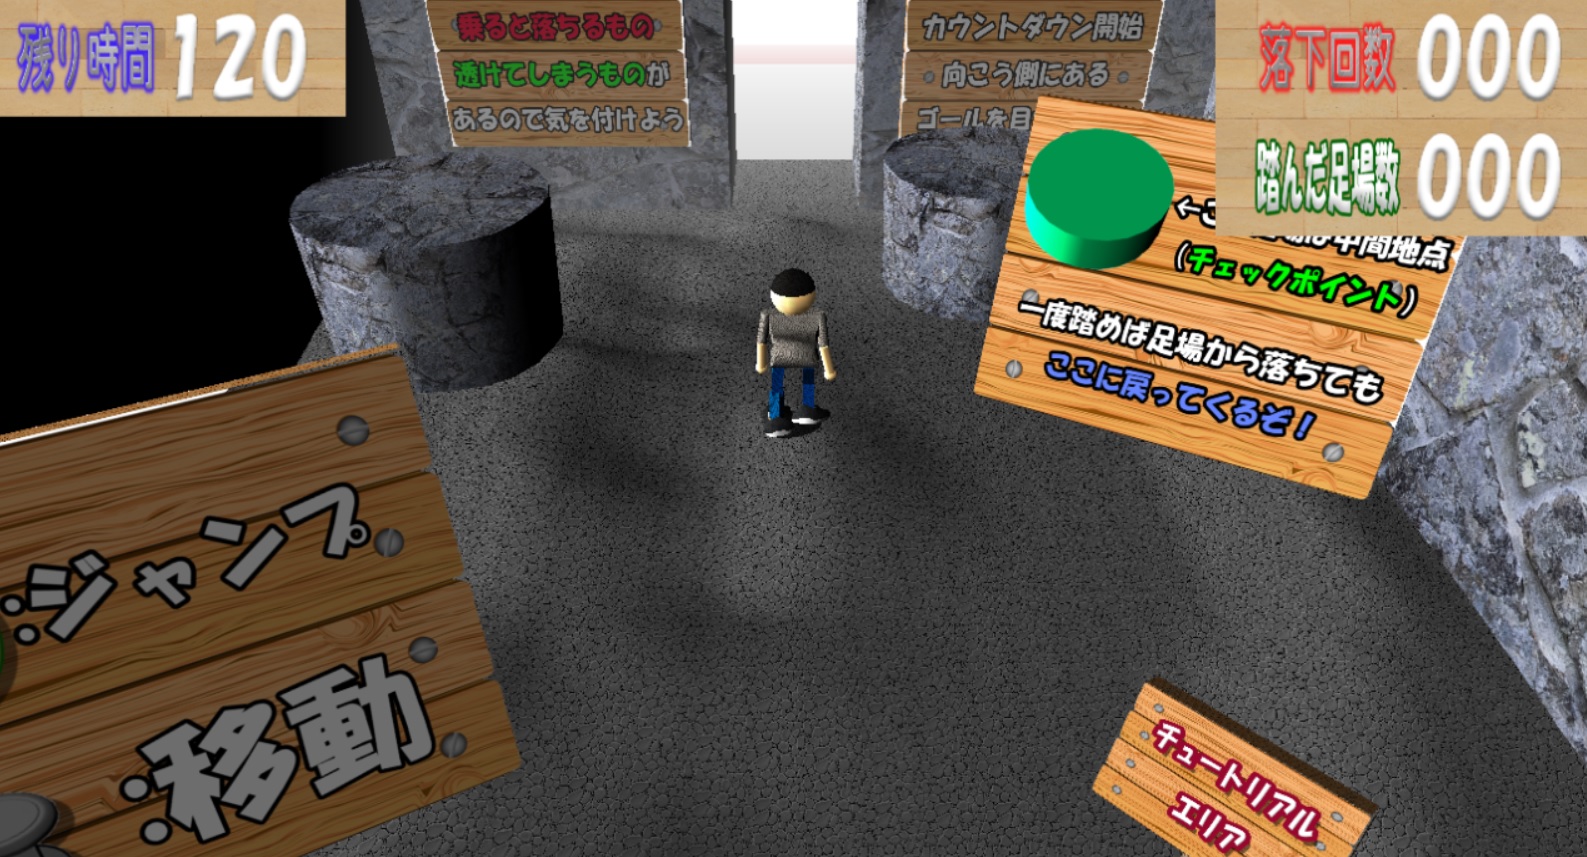 残り時間 120
乗ると落ちるもの
透けてしまうものが
あるので気を付けよう
カウントダウン開始
向こう側にある
ゴールを目
落下回数 000
踏んだ足場数 000
←こ
は中間地点
(チェックポイント)
一度踏めば足場から落ちても
ここに戻ってくるぞ！
:ジャンプ
:移動
チュートリアル
エリア